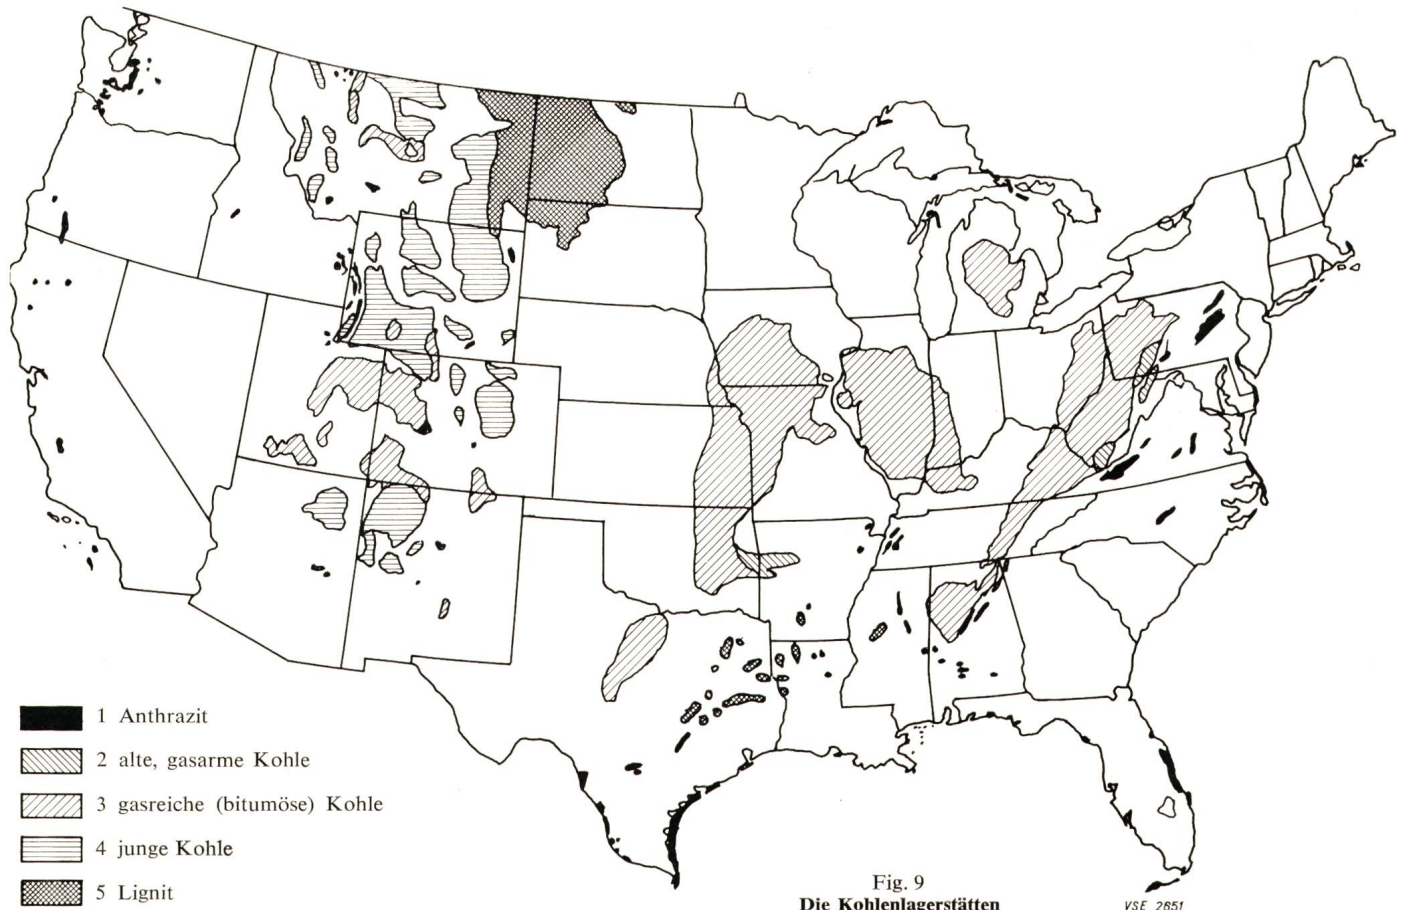 1 Anthrazit
2 alte, gasarme Kohle
3 gasreiche (bitumöse) Kohle
4 junge Kohle
5 Lignit
Fig. 9
Die Kohlenlagerstätten
VSE 2651